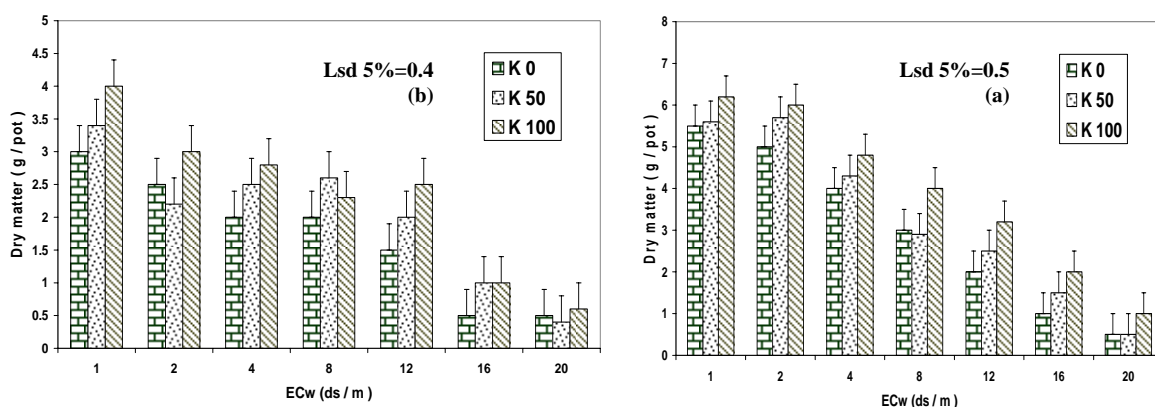 5
4.5
4
3.5
3
2.5
2
1.5
1
0.5
0
Dry matter ( g / pot )
Lsd 5%=0.4
(b)
K 0
K 50
K 100
1 2 4 8 12 16 20
ECw (ds / m )
8
7
6
5
4
3
2
1
0
Dry matter ( g / pot )
Lsd 5%=0.5
(a)
K 0
K 50
K 100
1 2 4 8 12 16 20
ECw (ds / m )